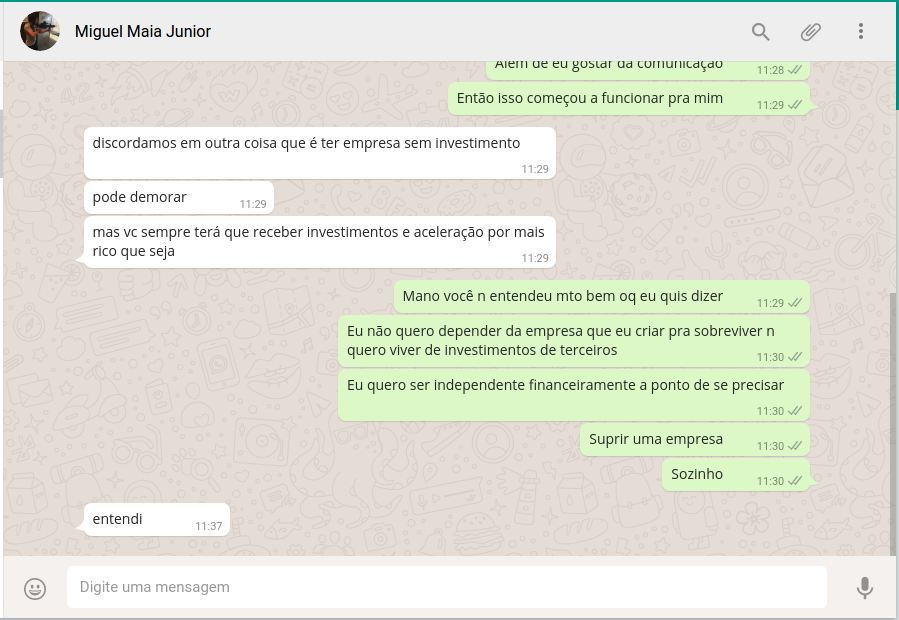 Miguel Maia Junior
Além de eu gostar da comunicação
11:28
Então isso começou a funcionar pra mim
11:29
discordamos em outra coisa que é ter empresa sem investimento
11:29
pode demorar
11:29
mas vc sempre terá que receber investimentos e aceleração por mais
rico que seja
11:29
Mano você n entendeu mto bem oq eu quis dizer
11:29
Eu não quero depender da empresa que eu criar pra sobreviver n
quero viver de investimentos de terceiros
11:30
Eu quero ser independente financeiramente a ponto de se precisar
11:30
Suprir uma empresa
11:30
Sozinho
11:30
entendi
11:37
Digite uma mensagem